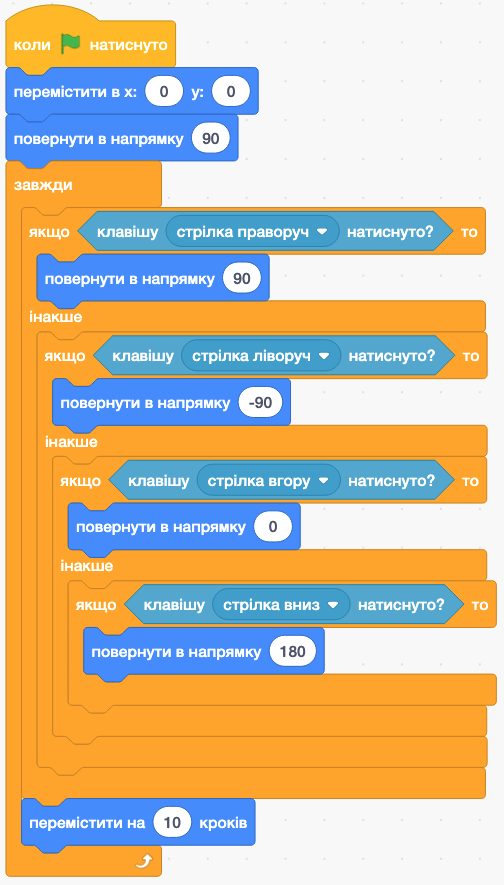 коли натиснуто
перемістити в x: 0 y: 0
повернути в напрямку 90
завжди
якщо клавішу стрілка праворуч натиснуто? то
повернути в напрямку 90
інакше
якщо клавішу стрілка ліворуч натиснуто? то
повернути в напрямку -90
інакше
якщо клавішу стрілка вгору натиснуто? то
повернути в напрямку 0
інакше
якщо клавішу стрілка вниз натиснуто? то
повернути в напрямку 180
перемістити на 10 кроків